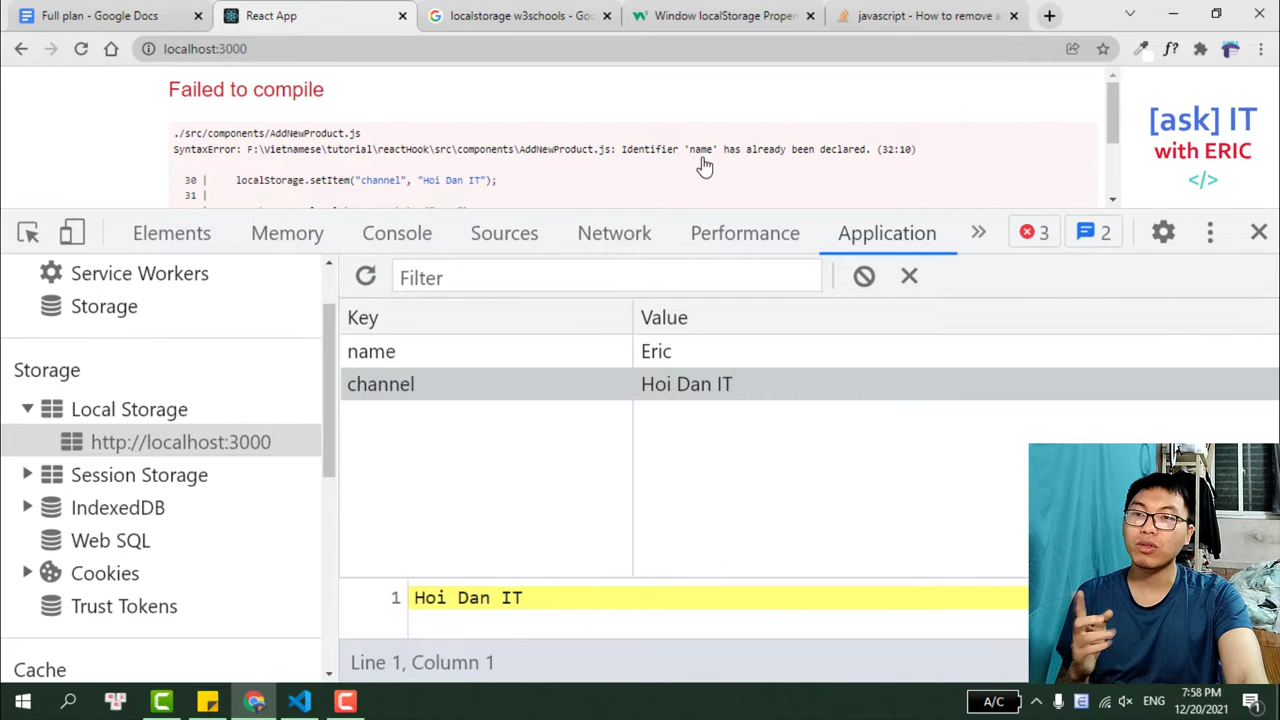 Full plan - Google Docs
React App
localstorage w3schools - Go
Window localStorage Proper
javascript - How to remove a
localhost:3000
f?
Failed to compile
./src/components/AddNewProduct.js
SyntaxError: F:\Vietnamese\tutorial\reactHook\src\components\AddNewProduct.js: Identifier 'name' has already been declared. (32:10)
30 | localStorage.setItem("channel", "Hoi Dan IT");
31 |
[ask] IT
with ERIC
</>
Elements
Memory
Console
Sources
Network
Performance
Application
3
2
Service Workers
Storage
Filter
Key
Value
name
Eric
channel
Hoi Dan IT
Storage
Local Storage
http://localhost:3000
Session Storage
IndexedDB
Web SQL
Cookies
Trust Tokens
Cache
1
Hoi Dan IT
Line 1, Column 1
A/C
ENG
7:58 PM
12/20/2021
1